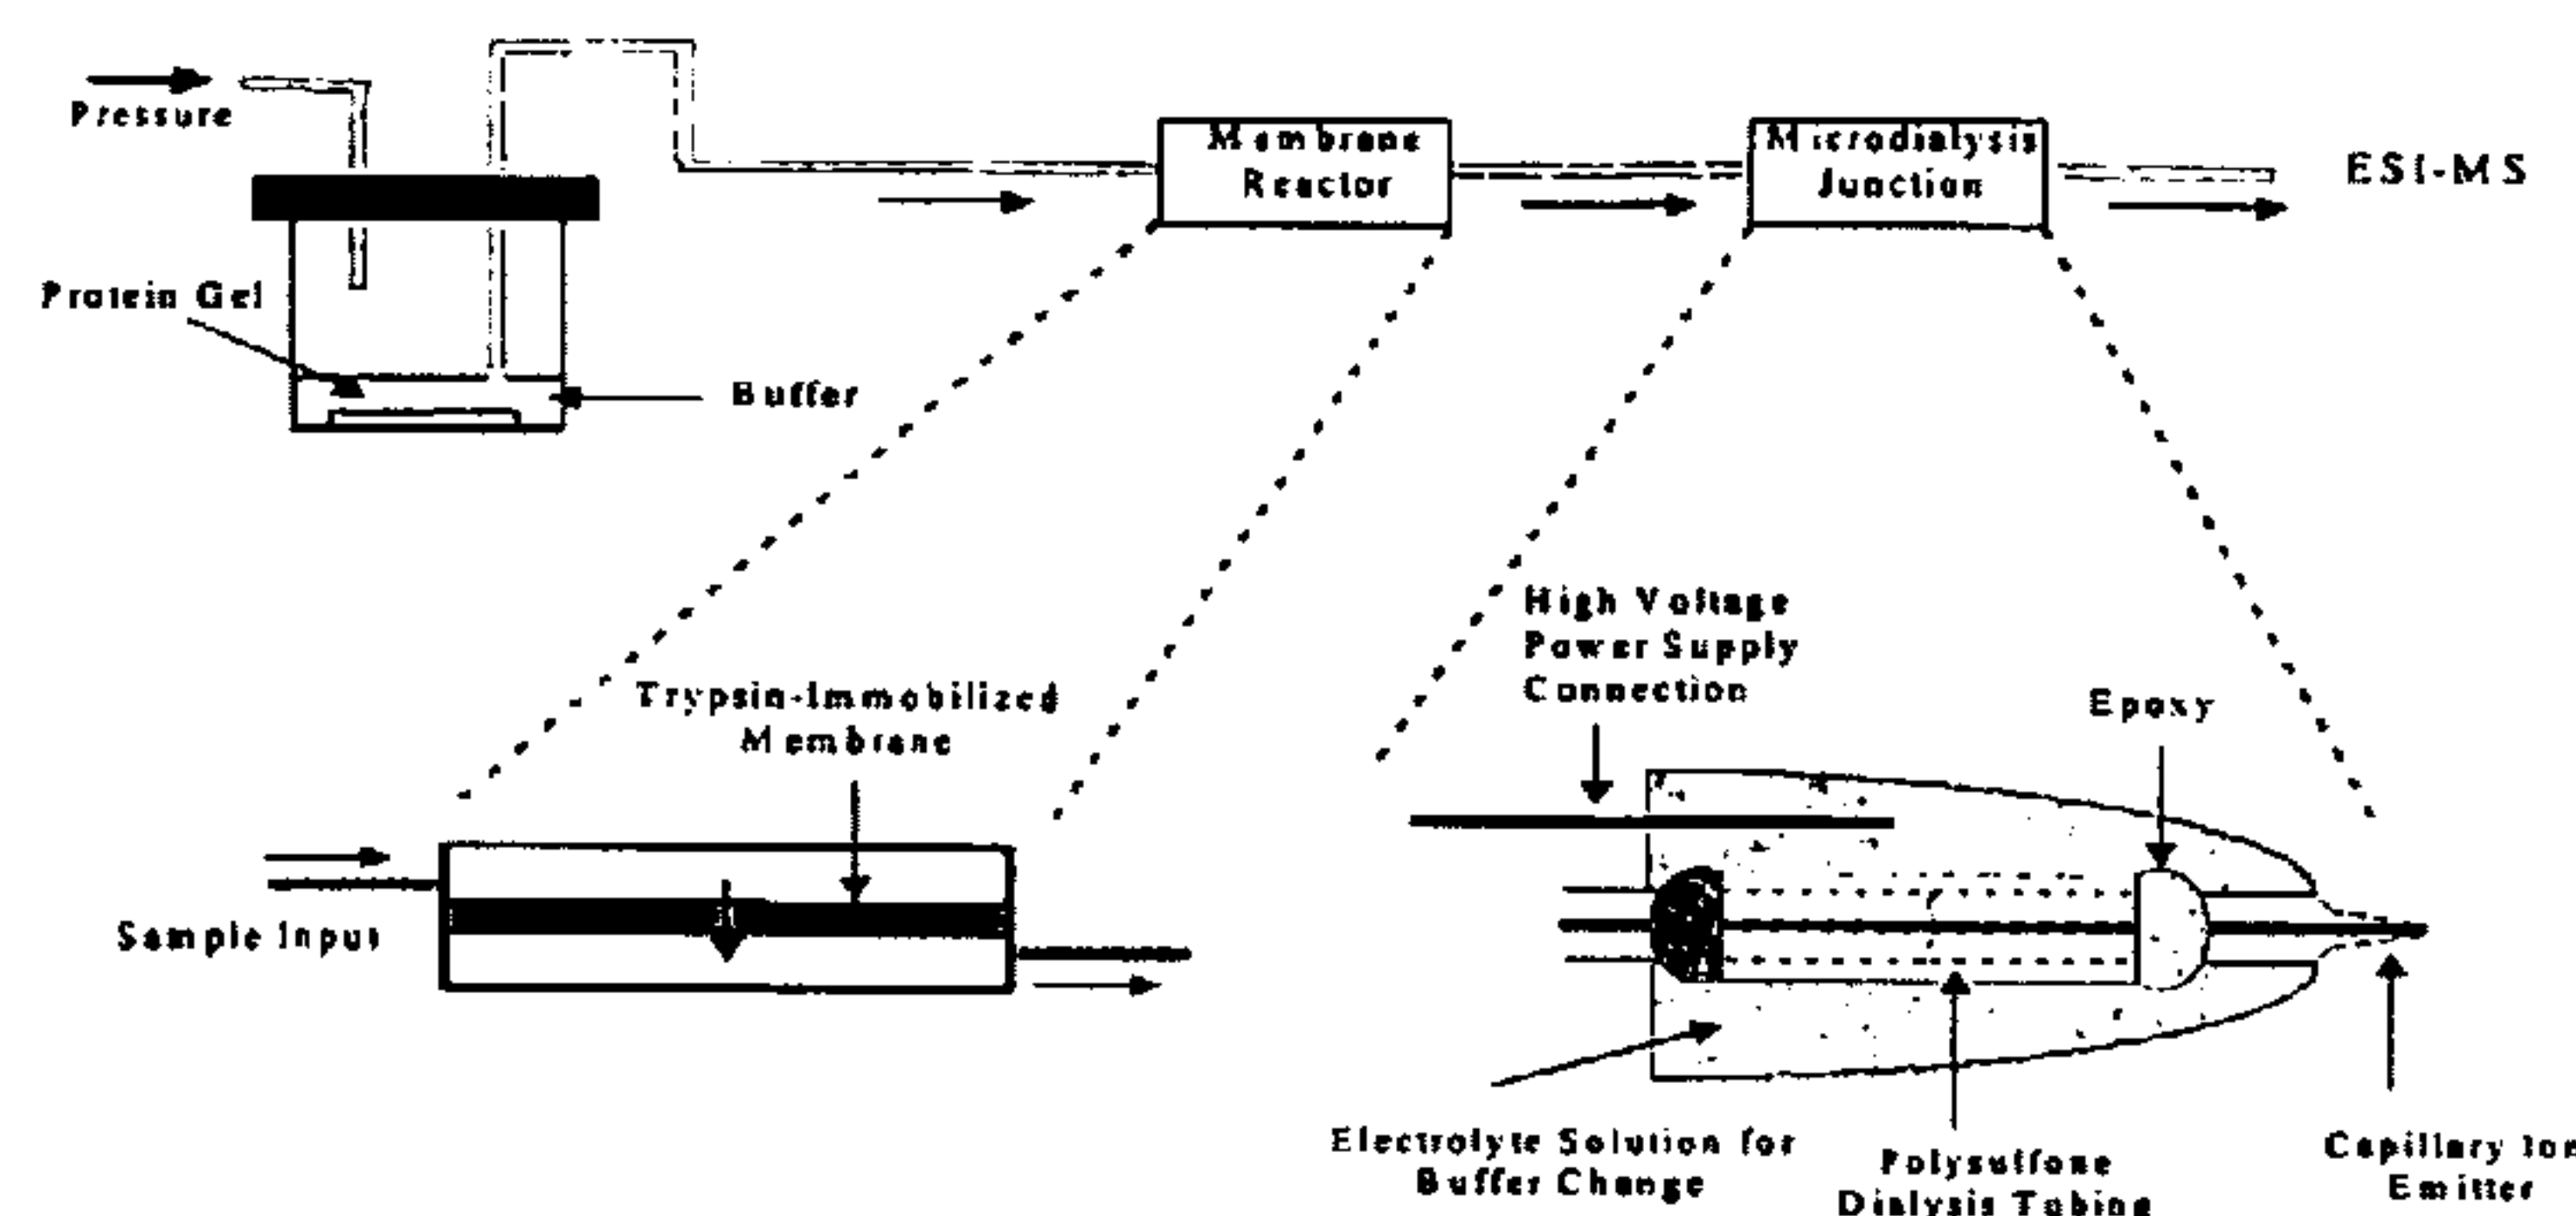 Pressure
Membrane
Reactor
Microdialysis
Junction
ESI-MS
Protein Gel
Buffer
High Voltage
Power Supply
Connection
Trypsin-Immobilized
Membrane
Epoxy
Sample Input
Electrolyte Solution for
Buffer Change
Polysulfone
Dialysis Tubing
Capillary Ion
Emitter